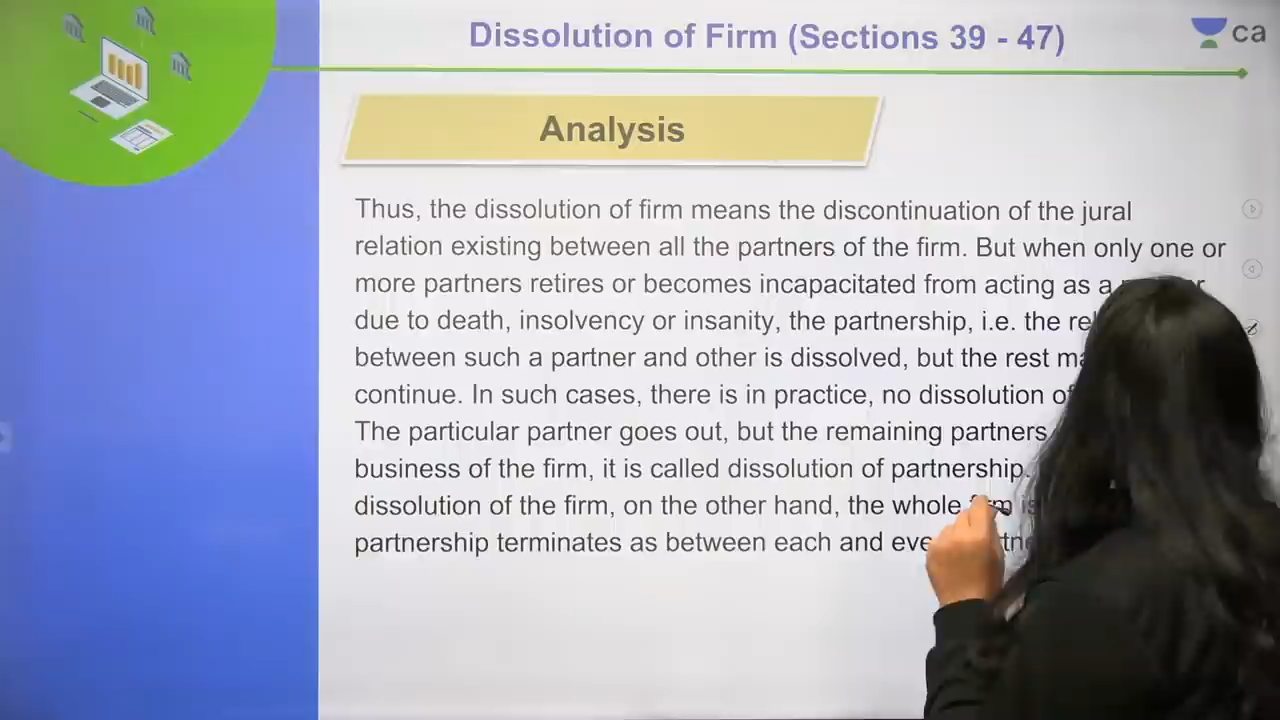 Dissolution of Firm (Sections 39 - 47)
ca
Analysis
Thus, the dissolution of firm means the discontinuation of the jural
relation existing between all the partners of the firm. But when only one or
more partners retires or becomes incapacitated from acting as a
due to death, insolvency or insanity, the partnership, i.e. the
between such a partner and other is dissolved, but the rest
continue. In such cases, there is in practice, no dissolution of
The particular partner goes out, but the remaining partners
business of the firm, it is called dissolution of partnership.
dissolution of the firm, on the other hand, the whole firm is
partnership terminates as between each and